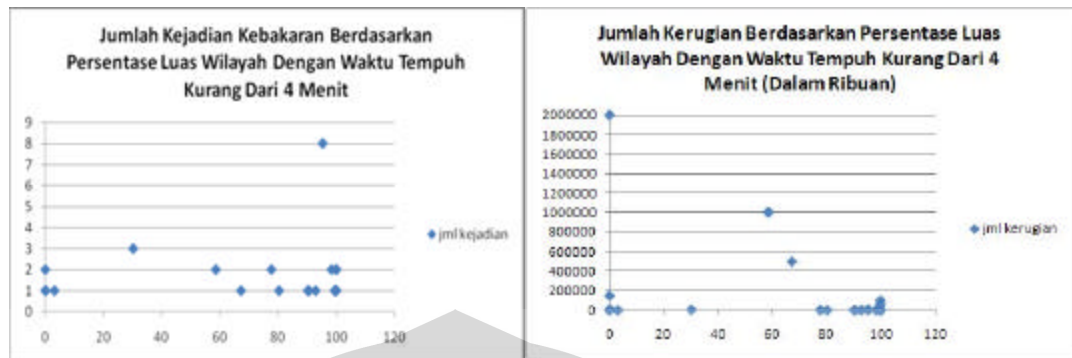 Jumlah Kejadian Kebakaran Berdasarkan
Persentase Luas Wilayah Dengan Waktu Tempuh
Kurang Dari 4 Menit
9
8
7
6
5
4
3
2
1
0
0 20 40 60 80 100 120
jml kejadian
Jumlah Kerugian Berdasarkan Persentase Luas
Wilayah Dengan Waktu Tempuh Kurang Dari 4
Menit (Dalam Ribuan)
2000000
1800000
1600000
1400000
1200000
1000000
800000
600000
400000
200000
0
0 20 40 60 80 100 120
jml kerugian